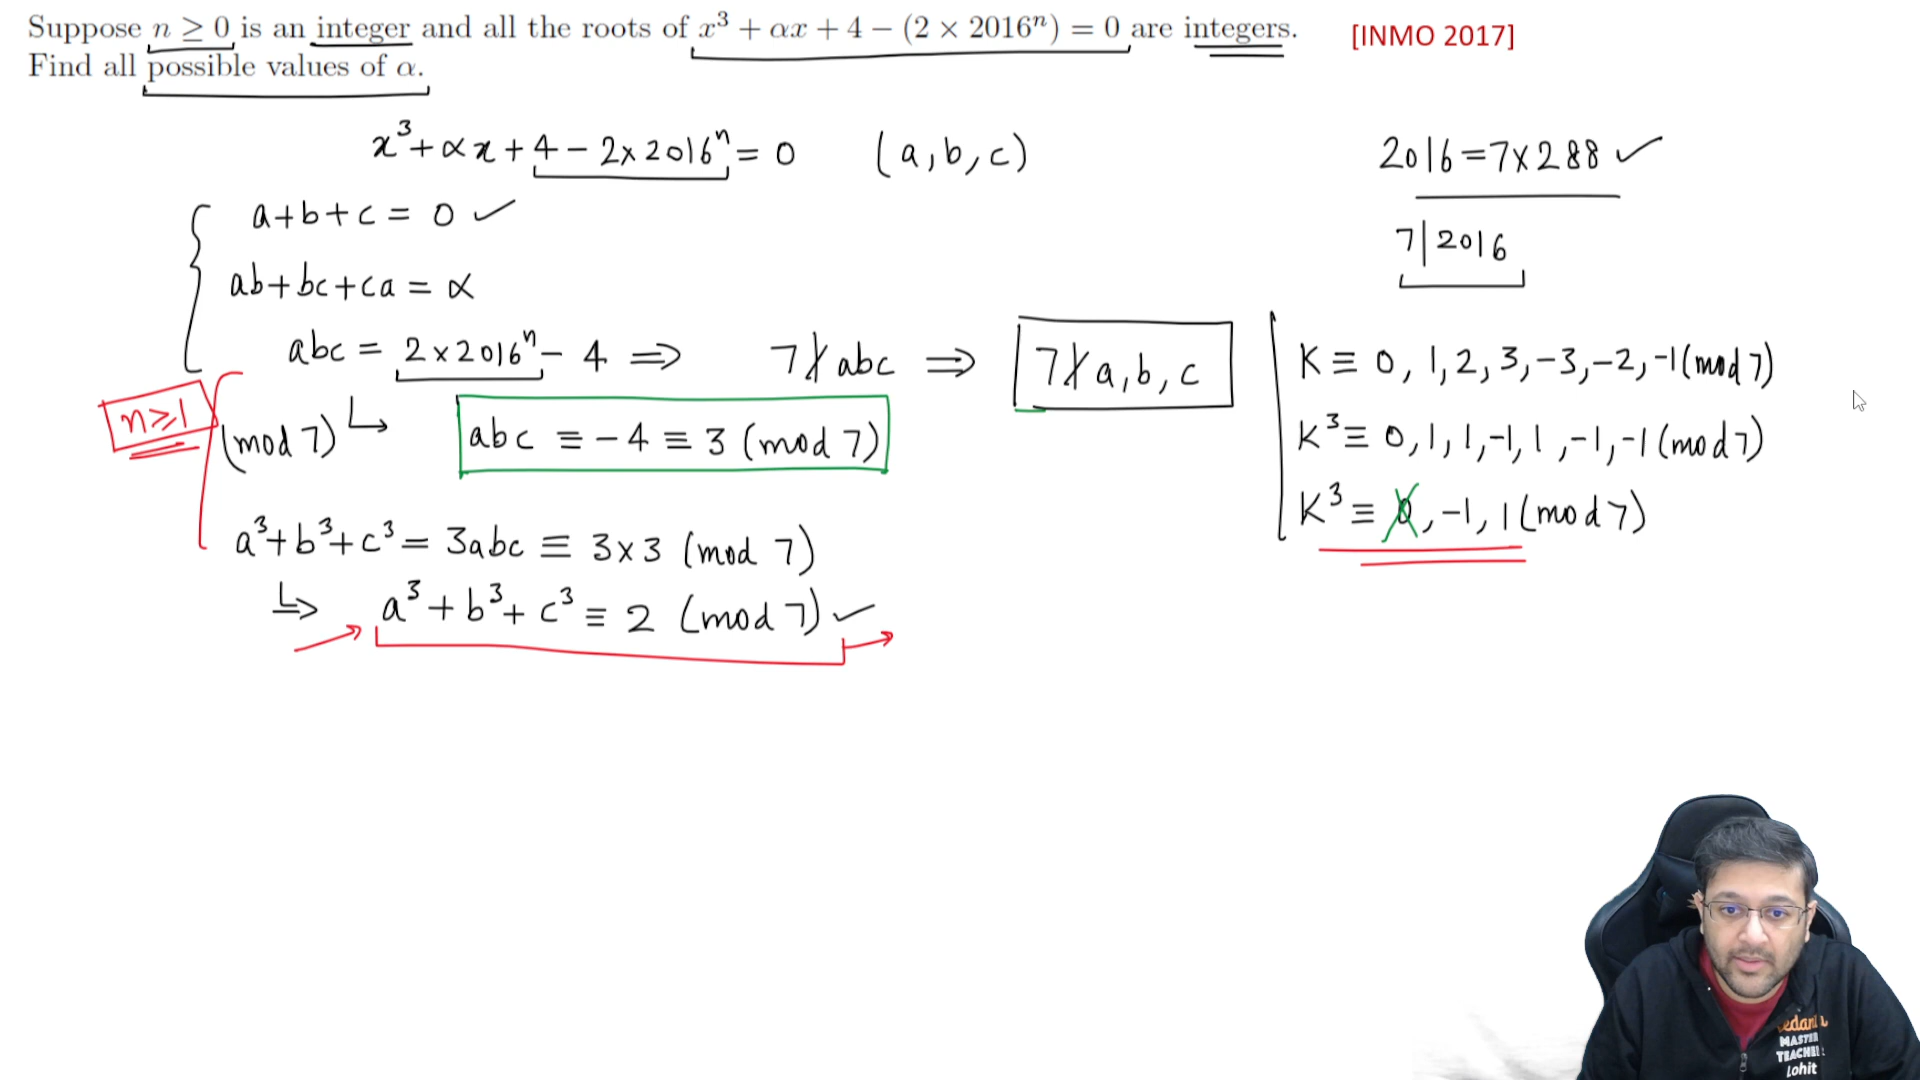 Suppose n ≥ 0 is an integer and all the roots of x³ + αx + 4 − (2 × 2016ⁿ) = 0 are integers. [INMO 2017]
Find all possible values of α.
x³+αx+4−2×2016ⁿ = 0 (a,b,c)
2016=7×288 ✓
a+b+c = 0 ✓
7|2016
ab+bc+ca = α
abc = 2×2016ⁿ−4 ⇒ 7∤abc ⇒ 7∤a,b,c
K ≡ 0, 1,2,3,−3,−2,−1(mod 7)
n≥1
(mod 7) ↳ abc ≡ −4 ≡ 3 (mod 7)
K³≡ 0,1,1,−1,1,−1,−1(mod 7)
K³ ≡ 0,−1,1(mod 7)
a³+b³+c³ = 3abc ≡ 3×3 (mod 7)
↳ a³+b³+c³ ≡ 2 (mod 7) ✓
MASTER
TEACHER
Lohit